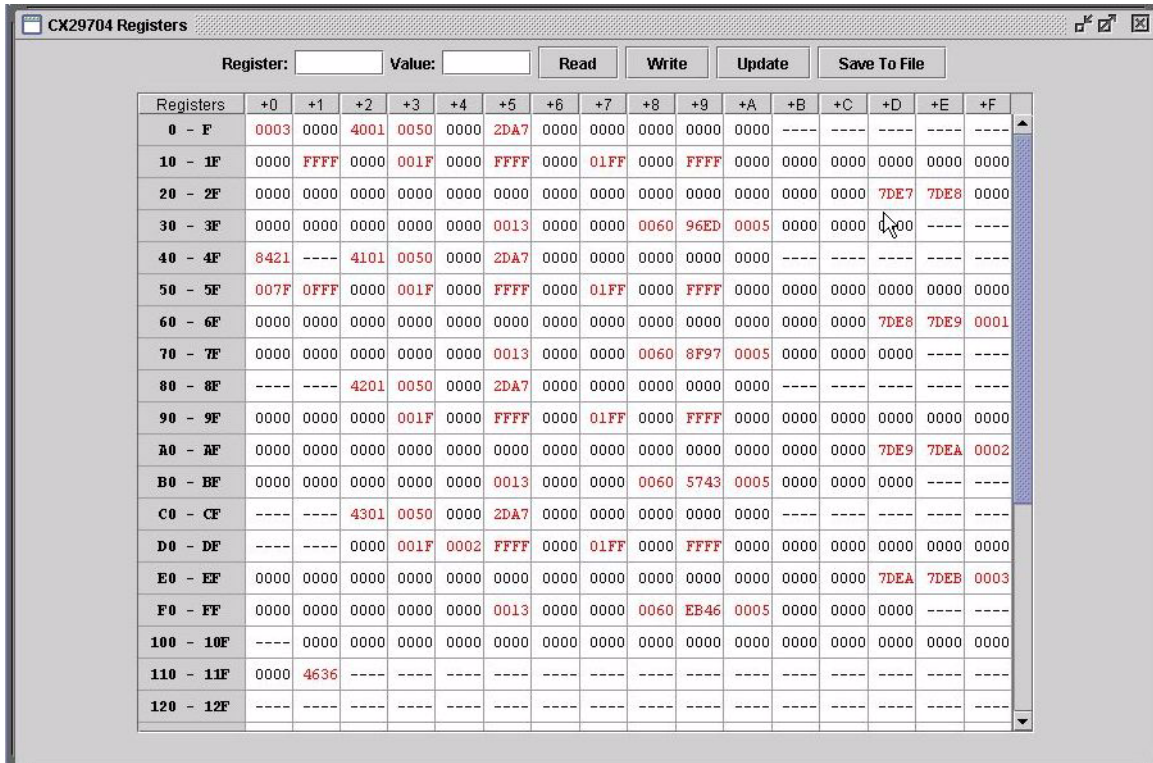 CX29704 Registers
Register: Value: Read Write Update Save To File
Registers +0 +1 +2 +3 +4 +5 +6 +7 +8 +9 +A +B +C +D +E +F
0 - F 0003 0000 4001 0050 0000 2DA7 0000 0000 0000 0000 0000 ---- ---- ---- ---- ----
10 - 1F 0000 FFFF 0000 001F 0000 FFFF 0000 01FF 0000 FFFF 0000 0000 0000 0000 0000 0000
20 - 2F 0000 0000 0000 0000 0000 0000 0000 0000 0000 0000 0000 0000 0000 7DE7 7DE8 0000
30 - 3F 0000 0000 0000 0000 0000 0013 0000 0000 0060 96ED 0005 0000 0000 0000 ---- ----
40 - 4F 8421 ---- 4101 0050 0000 2DA7 0000 0000 0000 0000 0000 ---- ---- ---- ---- ----
50 - 5F 007F 0FFF 0000 001F 0000 FFFF 0000 01FF 0000 FFFF 0000 0000 0000 0000 0000 0000
60 - 6F 0000 0000 0000 0000 0000 0000 0000 0000 0000 0000 0000 0000 0000 7DE8 7DE9 0001
70 - 7F 0000 0000 0000 0000 0000 0013 0000 0000 0060 8F97 0005 0000 0000 0000 ---- ----
80 - 8F ---- ---- 4201 0050 0000 2DA7 0000 0000 0000 0000 0000 ---- ---- ---- ---- ----
90 - 9F 0000 0000 0000 001F 0000 FFFF 0000 01FF 0000 FFFF 0000 0000 0000 0000 0000 0000
A0 - AF 0000 0000 0000 0000 0000 0000 0000 0000 0000 0000 0000 0000 0000 7DE9 7DEA 0002
B0 - BF 0000 0000 0000 0000 0000 0013 0000 0000 0060 5743 0005 0000 0000 0000 ---- ----
C0 - CF ---- ---- 4301 0050 0000 2DA7 0000 0000 0000 0000 0000 ---- ---- ---- ---- ----
D0 - DF ---- ---- 0000 001F 0002 FFFF 0000 01FF 0000 FFFF 0000 0000 0000 0000 0000 0000
E0 - EF 0000 0000 0000 0000 0000 0000 0000 0000 0000 0000 0000 0000 0000 7DEA 7DEB 0003
F0 - FF 0000 0000 0000 0000 0000 0013 0000 0000 0060 EB46 0005 0000 0000 0000 ---- ----
100 - 10F ---- 0000 0000 0000 0000 0000 0000 0000 0000 0000 0000 0000 0000 0000 0000 0000
110 - 11F 0000 4636 ---- ---- ---- ---- ---- ---- ---- ---- ---- ---- ---- ---- ---- ----
120 - 12F ---- ---- ---- ---- ---- ---- ---- ---- ---- ---- ---- ---- ---- ---- ---- ----